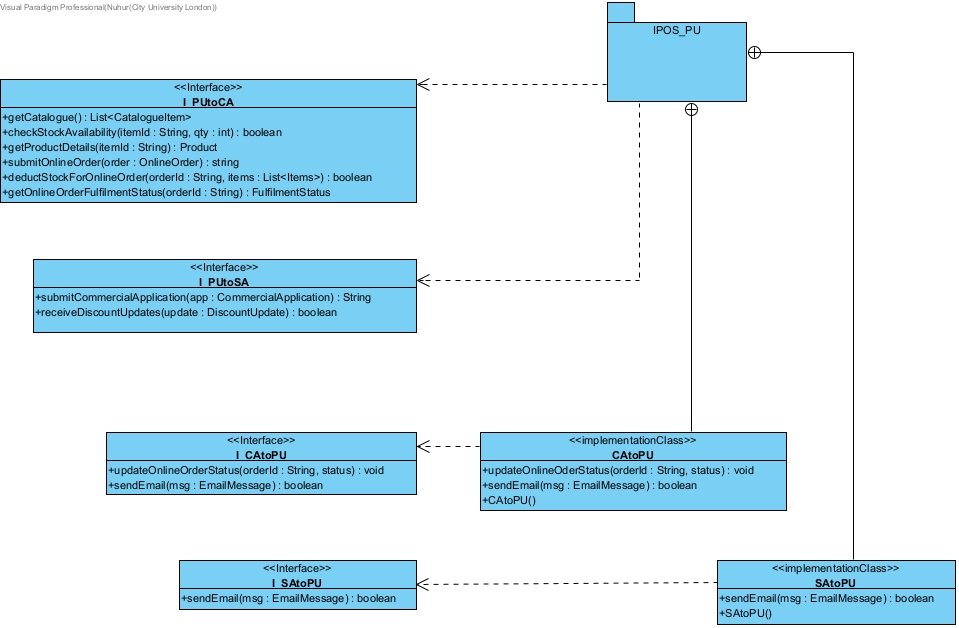 Visual Paradigm Professional(Nuhur(City University London))
IPOS_PU
<<Interface>>
I_PUtoCA
+getCatalogue() : List<CatalogueItem>
+checkStockAvailability(itemId : String, qty : int) : boolean
+getProductDetails(itemId : String) : Product
+submitOnlineOrder(order : OnlineOrder) : string
+deductStockForOnlineOrder(orderId : String, items : List<Items>) : boolean
+getOnlineOrderFulfilmentStatus(orderId : String) : FulfilmentStatus
<<Interface>>
I_PUtoSA
+submitCommercialApplication(app : CommercialApplication) : String
+receiveDiscountUpdates(update : DiscountUpdate) : boolean
<<Interface>>
I_CAtoPU
+updateOnlineOrderStatus(orderId : String, status) : void
+sendEmail(msg : EmailMessage) : boolean
<<implementationClass>>
CAtoPU
+updateOnlineOderStatus(orderId : String, status) : void
+sendEmail(msg : EmailMessage) : boolean
+CAtoPU()
<<Interface>>
I_SAtoPU
+sendEmail(msg : EmailMessage) : boolean
<<implementationClass>>
SAtoPU
+sendEmail(msg : EmailMessage) : boolean
+SAtoPU()